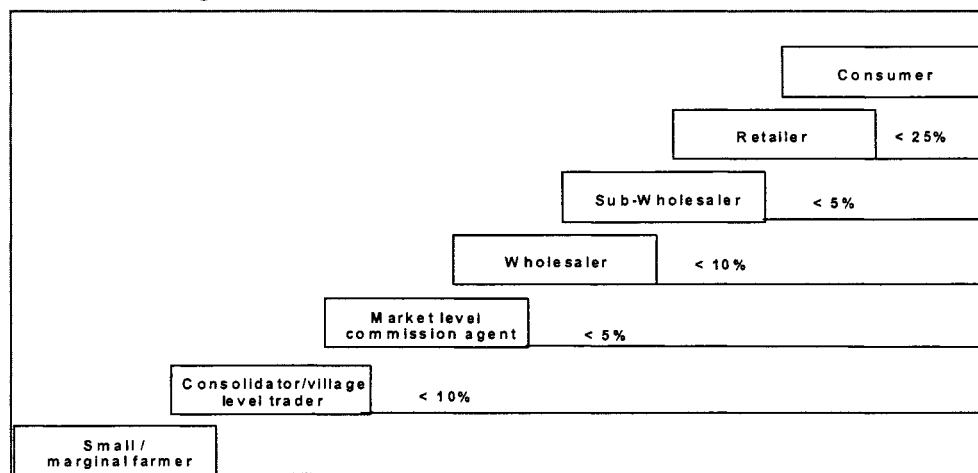 Consumer
Retailer < 25%
Sub-Wholesaler < 5%
Wholesaler < 10%
Market level
commission agent < 5%
Consolidator/village
level trader < 10%
Small/
marginal farmer